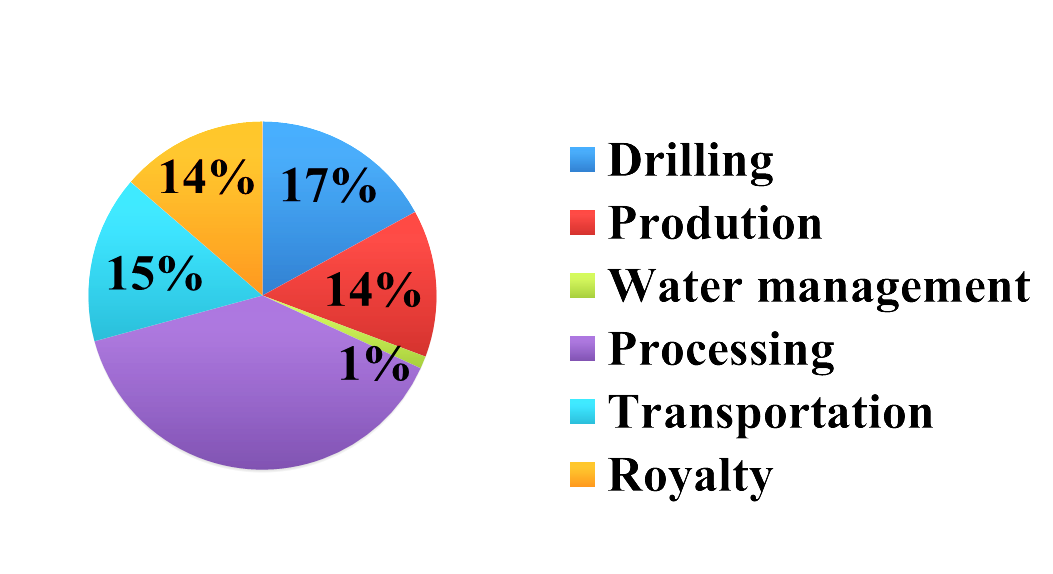 14%
17%
15%
14%
1%
Drilling
Prodution
Water management
Processing
Transportation
Royalty